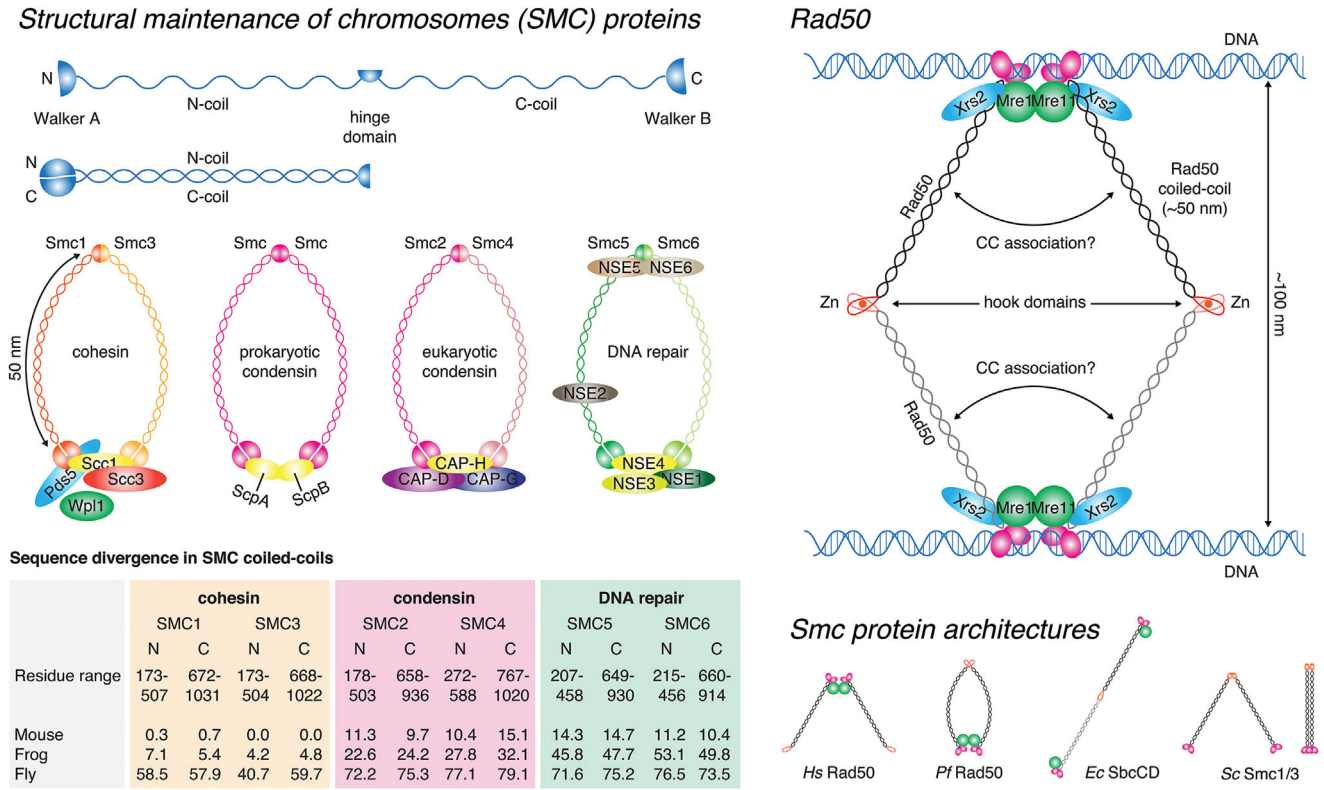 Structural maintenance of chromosomes (SMC) proteins
N
C
N-coil
C-coil
Walker A
hinge
domain
Walker B
N
N-coil
C
C-coil
Smc1 Smc3
Smc Smc
Smc2 Smc4
Smc5 Smc6
NSE5 NSE6
50 nm
cohesin
prokaryotic
condensin
eukaryotic
condensin
DNA repair
NSE2
Pds5
Scc1
Scc3
Wpl1
ScpA
ScpB
CAP-H
CAP-D
CAP-G
NSE4
NSE3
NSE1
Sequence divergence in SMC coiled-coils
cohesin condensin DNA repair
SMC1 SMC3 SMC2 SMC4 SMC5 SMC6
N C N C N C N C N C N C
Residue range 173- 672- 173- 668- 178- 658- 272- 767- 207- 649- 215- 660-
507 1031 504 1022 503 936 588 1020 458 930 456 914
Mouse 0.3 0.7 0.0 0.0 11.3 9.7 10.4 15.1 14.3 14.7 11.2 10.4
Frog 7.1 5.4 4.2 4.8 22.6 24.2 27.8 32.1 45.8 47.7 53.1 49.8
Fly 58.5 57.9 40.7 59.7 72.2 75.3 77.1 79.1 71.6 75.2 76.5 73.5
Rad50
DNA
Xrs2
Mre1
Mre11
Xrs2
Rad50
Rad50
coiled-coil
(~50 nm)
CC association?
Zn
hook domains
Zn
~100 nm
CC association?
Rad50
Xrs2
Mre1
Mre11
Xrs2
DNA
Smc protein architectures
Hs Rad50
Pf Rad50
Ec SbcCD
Sc Smc1/3